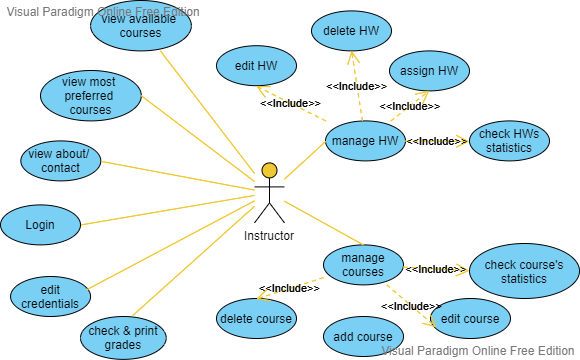 Visual Paradigm Online Free Edition
view available
courses
delete HW
edit HW
assign HW
<<Include>>
<<Include>>
<<Include>>
view most
preferred
courses
manage HW
<<Include>>
check HWs
statistics
view about/
contact
Login
Instructor
manage
courses
<<Include>>
check course's
statistics
edit
credentials
<<Include>>
<<Include>>
delete course
edit course
check & print
grades
add course
Visual Paradigm Online Free Edition